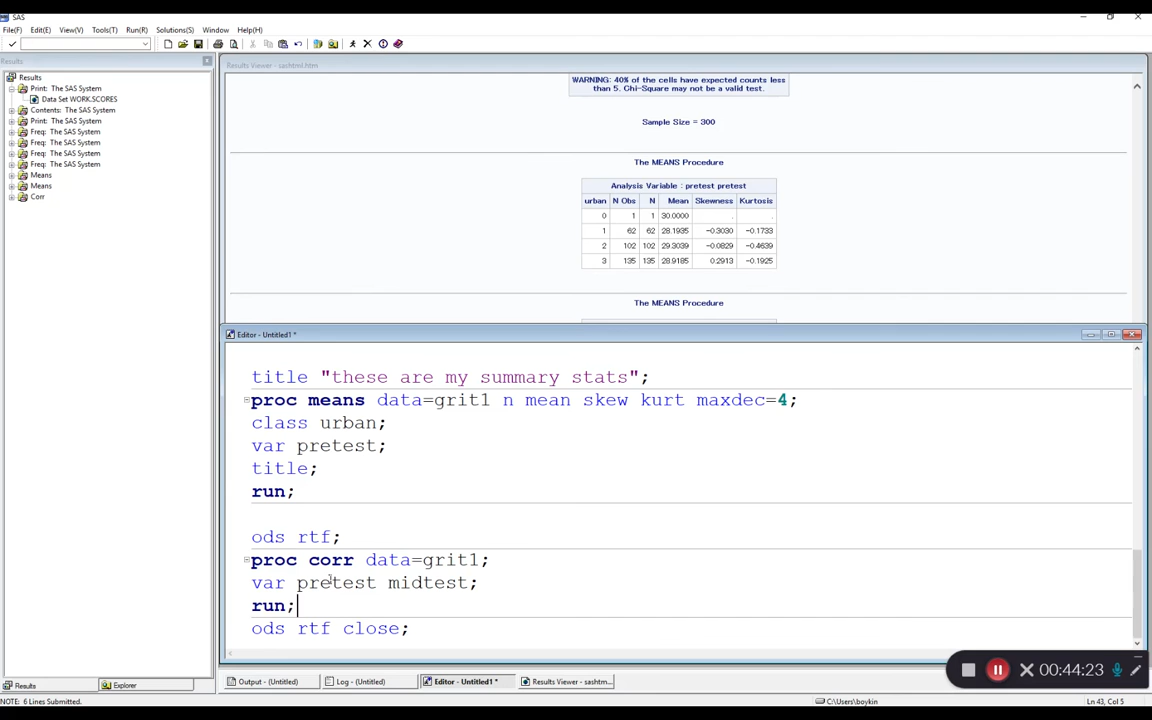 SAS
File(F) Edit(E) View(V) Tools(T) Run(R) Solutions(S) Window Help(H)
Results
Results
Print: The SAS System
Data Set WORK.SCORES
Contents: The SAS System
Print: The SAS System
Freq: The SAS System
Freq: The SAS System
Freq: The SAS System
Freq: The SAS System
Means
Means
Corr
Results Viewer - sashtml.htm
WARNING: 40% of the cells have expected counts less
than 5. Chi-Square may not be a valid test.
Sample Size = 300
The MEANS Procedure
Analysis Variable : pretest pretest
urban N Obs N Mean Skewness Kurtosis
0 1 1 30.0000 . .
1 62 62 28.1935 -0.3030 -0.1733
2 102 102 29.3039 -0.0829 -0.4639
3 135 135 28.9185 0.2913 -0.1925
The MEANS Procedure
Editor - Untitled1 *
title "these are my summary stats";
proc means data=grit1 n mean skew kurt maxdec=4;
class urban;
var pretest;
title;
run;
ods rtf;
proc corr data=grit1;
var pretest midtest;
run;
ods rtf close;
Results Explorer
Output - (Untitled) Log - (Untitled) Editor - Untitled1 * Results Viewer - sashtm...
00:44:23
NOTE: 6 Lines Submitted.
C:\Users\boykin
Ln 43, Col 5